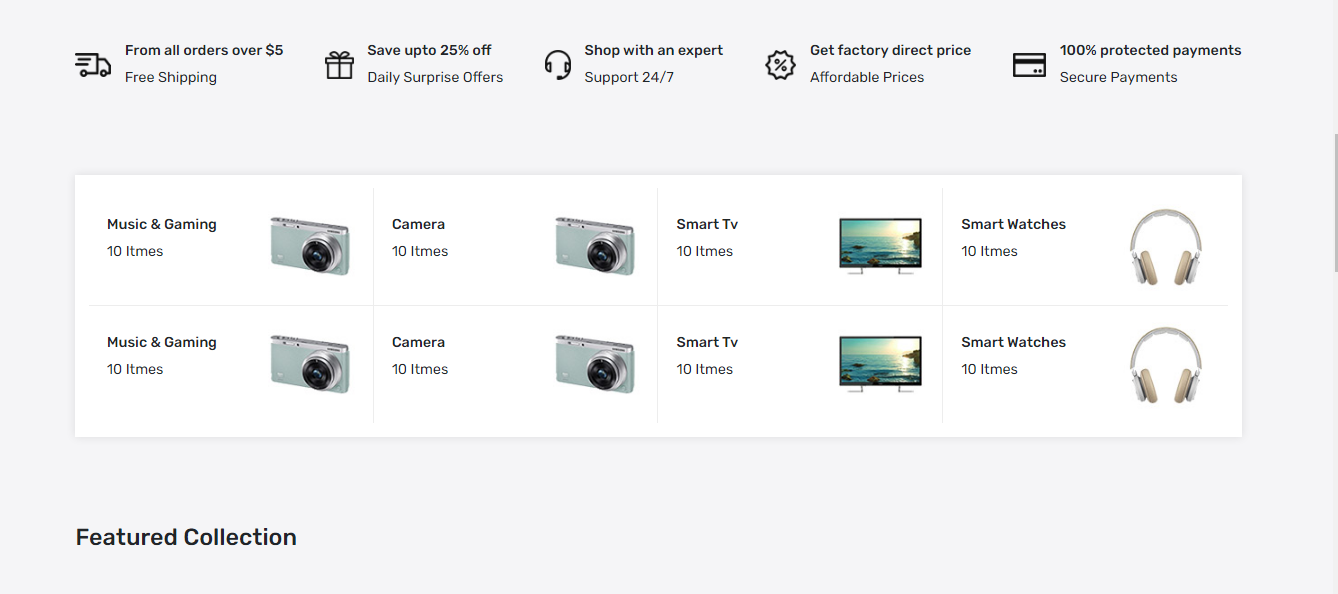 From all orders over $5
Free Shipping
Save upto 25% off
Daily Surprise Offers
Shop with an expert
Support 24/7
Get factory direct price
Affordable Prices
100% protected payments
Secure Payments
Music & Gaming
10 Itmes
Camera
10 Itmes
Smart Tv
10 Itmes
Smart Watches
10 Itmes
Music & Gaming
10 Itmes
Camera
10 Itmes
Smart Tv
10 Itmes
Smart Watches
10 Itmes
Featured Collection